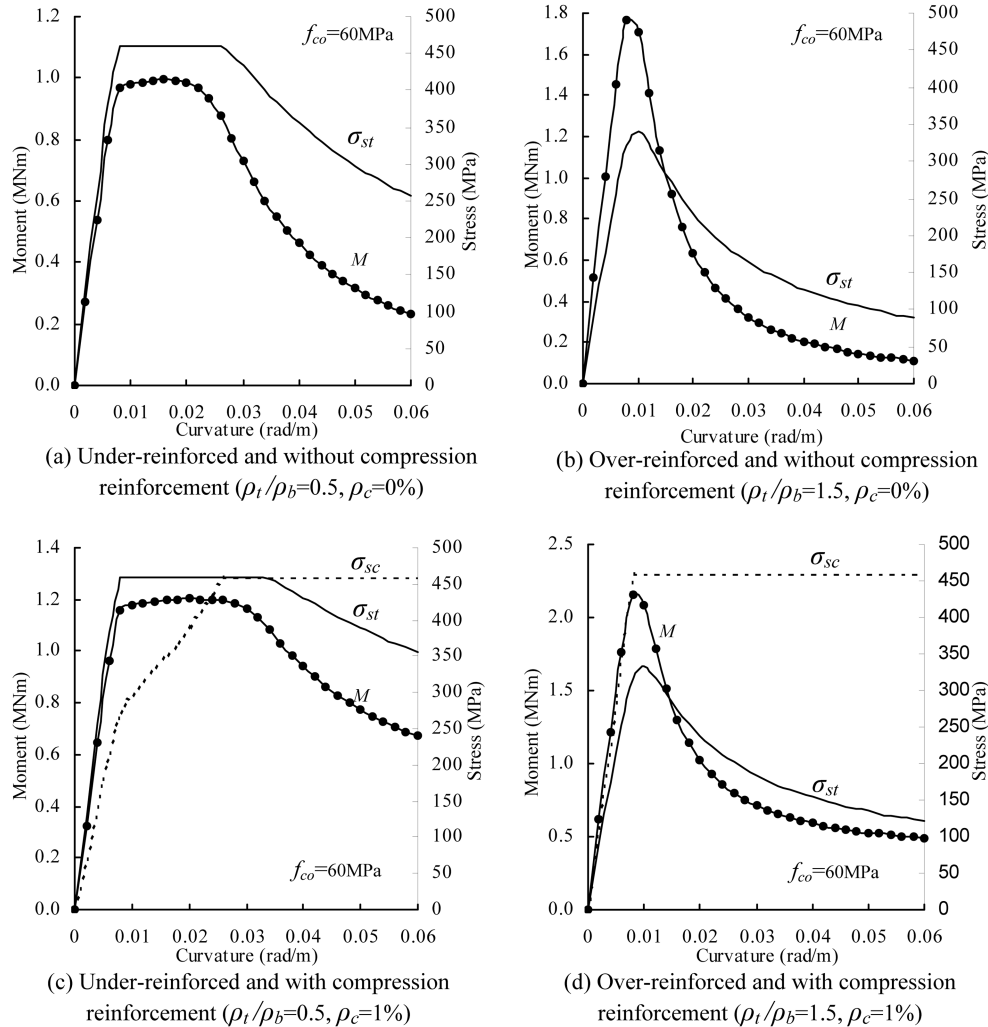 f_co=60MPa
Moment (MNm)
1.2
1.0
0.8
0.6
0.4
0.2
0.0
500
450
400
350
300
250
200
150
100
50
0
Stress (MPa)
σ_st
M
0 0.01 0.02 0.03 0.04 0.05 0.06
Curvature (rad/m)
(a) Under-reinforced and without compression
reinforcement (ρ_t/ρ_b=0.5, ρ_c=0%)
f_co=60MPa
Moment (MNm)
1.8
1.6
1.4
1.2
1.0
0.8
0.6
0.4
0.2
0.0
500
450
400
350
300
250
200
150
100
50
0
Stress (MPa)
σ_st
M
0 0.01 0.02 0.03 0.04 0.05 0.06
Curvature (rad/m)
(b) Over-reinforced and without compression
reinforcement (ρ_t/ρ_b=1.5, ρ_c=0%)
Moment (MNm)
1.4
1.2
1.0
0.8
0.6
0.4
0.2
0.0
500
450
400
350
300
250
200
150
100
50
0
Stress (MPa)
σ_sc
σ_st
M
f_co=60MPa
0 0.01 0.02 0.03 0.04 0.05 0.06
Curvature (rad/m)
(c) Under-reinforced and with compression
reinforcement (ρ_t/ρ_b=0.5, ρ_c=1%)
Moment (MNm)
2.5
2.0
1.5
1.0
0.5
0.0
500
450
400
350
300
250
200
150
100
50
0
Stress (MPa)
σ_sc
M
σ_st
f_co=60MPa
0 0.01 0.02 0.03 0.04 0.05 0.06
Curvature (rad/m)
(d) Over-reinforced and with compression
reinforcement (ρ_t/ρ_b=1.5, ρ_c=1%)